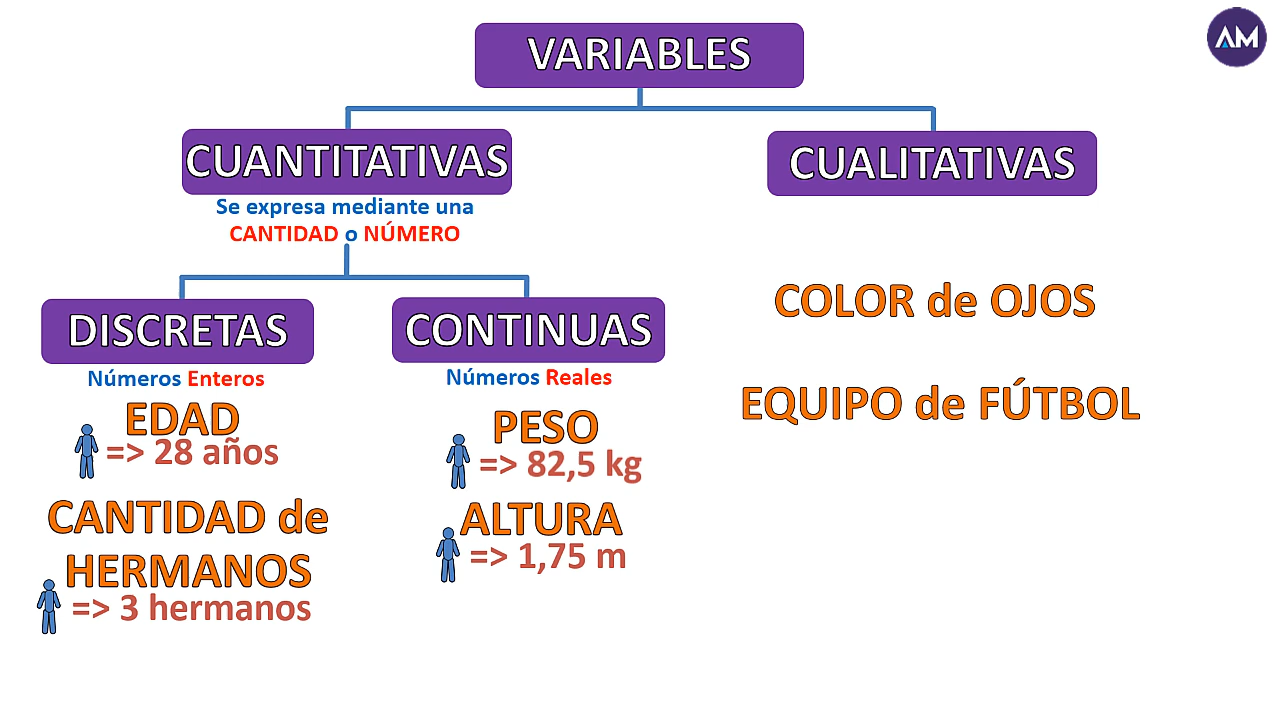 VARIABLES
AM
CUANTITATIVAS
CUALITATIVAS
Se expresa mediante una
CANTIDAD o NÚMERO
DISCRETAS
CONTINUAS
Números Enteros
Números Reales
EDAD
=> 28 años
CANTIDAD de
HERMANOS
=> 3 hermanos
PESO
=> 82,5 kg
ALTURA
=> 1,75 m
COLOR de OJOS
EQUIPO de FÚTBOL